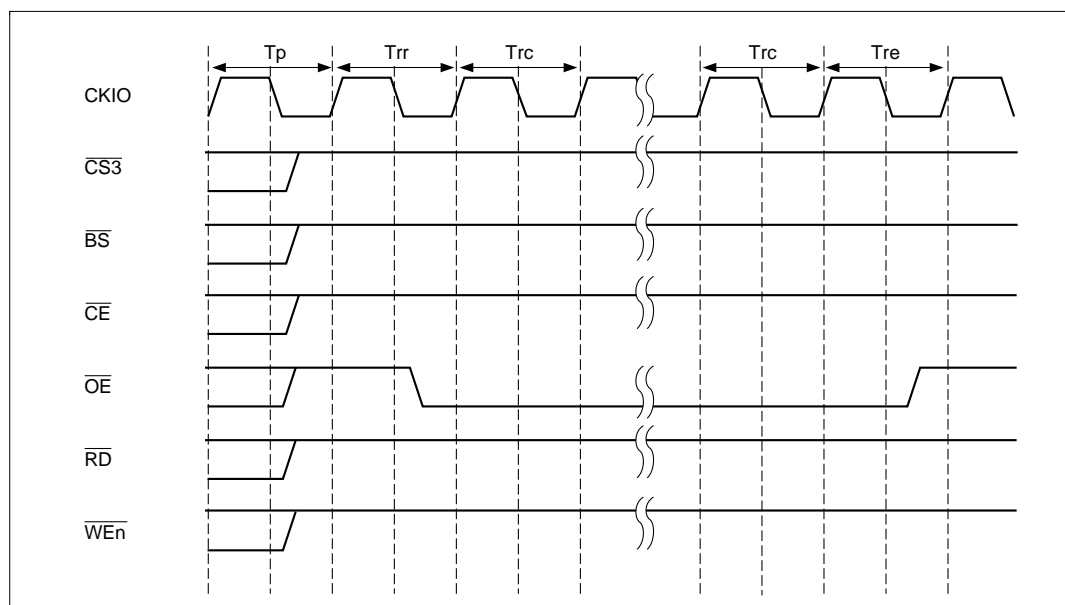 Tp Trr Trc Trc Tre
CKIO
CS3
BS
CE
OE
RD
WEn